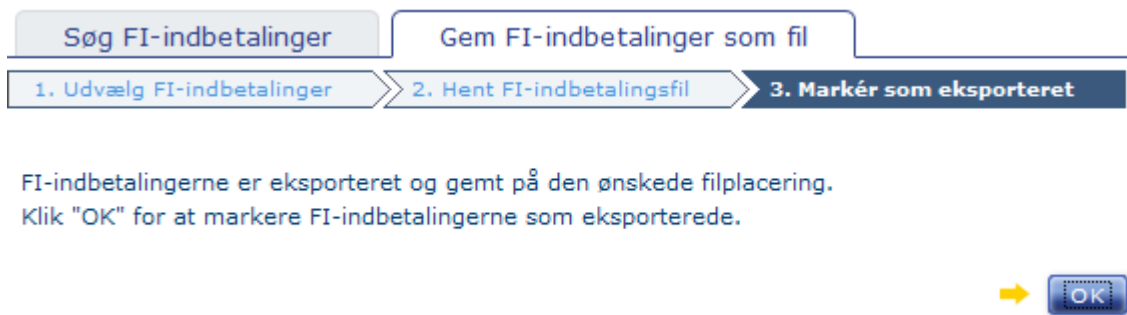 Søg FI-indbetalinger
Gem FI-indbetalinger som fil
1. Udvælg FI-indbetalinger
2. Hent FI-indbetalingsfil
3. Markér som eksporteret
FI-indbetalingerne er eksporteret og gemt på den ønskede filplacering.
Klik "OK" for at markere FI-indbetalingerne som eksporterede.
OK